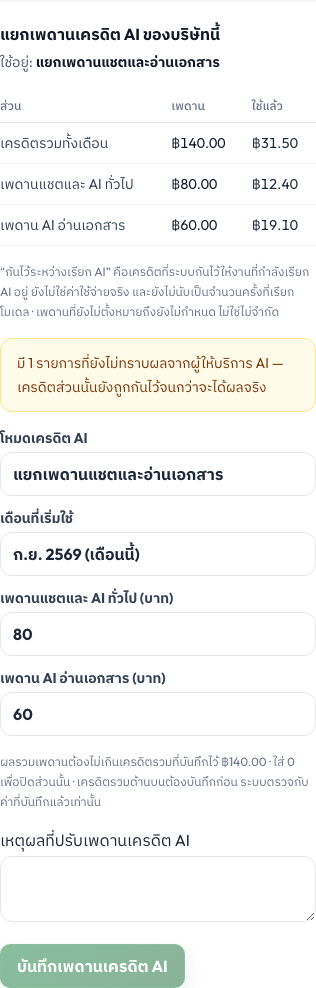 แยกเพดานเครดิต AI ของบริษัทนี้
ใช้อยู่: แยกเพดานแชตและอ่านเอกสาร
ส่วน เพดาน ใช้แล้ว
เครดิตรวมทั้งเดือน ฿140.00 ฿31.50
เพดานแชตและ AI ทั่วไป ฿80.00 ฿12.40
เพดาน AI อ่านเอกสาร ฿60.00 ฿19.10
“กันไว้ระหว่างเรียก AI” คือเครดิตที่ระบบกันไว้ให้งานที่กำลังเรียก
AI อยู่ ยังไม่ใช่ค่าใช้จ่ายจริง และยังไม่นับเป็นจำนวนครั้งที่เรียก
โมเดล · เพดานที่ยังไม่ตั้งหมายถึงยังไม่กำหนด ไม่ใช่ไม่จำกัด
มี 1 รายการที่ยังไม่ทราบผลจากผู้ให้บริการ AI —
เครดิตส่วนนั้นยังถูกกันไว้จนกว่าจะได้ผลจริง
โหมดเครดิต AI
แยกเพดานแชตและอ่านเอกสาร
เดือนที่เริ่มใช้
ก.ย. 2569 (เดือนนี้)
เพดานแชตและ AI ทั่วไป (บาท)
80
เพดาน AI อ่านเอกสาร (บาท)
60
ผลรวมเพดานต้องไม่เกินเครดิตรวมที่บันทึกไว้ ฿140.00 · ใส่ 0
เพื่อปิดส่วนนั้น · เครดิตรวมด้านบนต้องบันทึกก่อน ระบบตรวจกับ
ค่าที่บันทึกแล้วเท่านั้น
เหตุผลที่ปรับเพดานเครดิต AI
บันทึกเพดานเครดิต AI